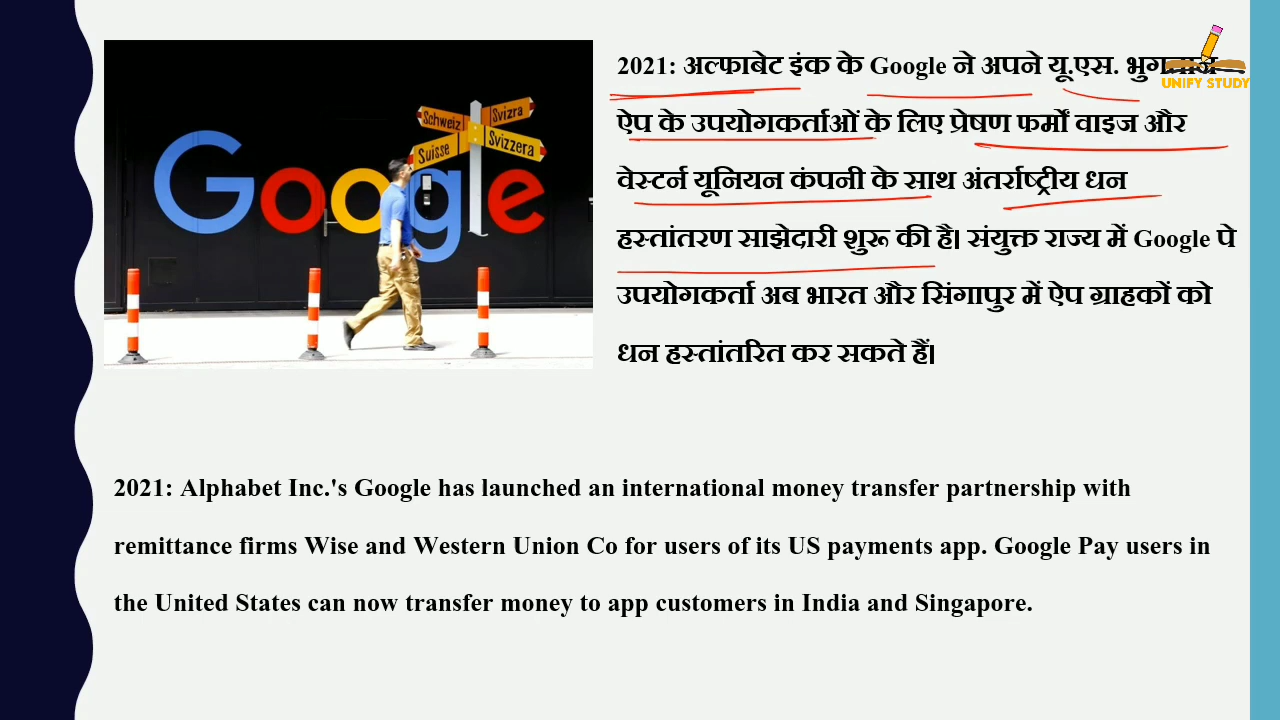 Google
Schweiz
Svizra
Suisse
Svizzera
2021: अल्फाबेट इंक के Google ने अपने यू.एस.
UNIFY STUDY
ऐप के उपयोगकर्ताओं के लिए प्रेषण फर्मों वाइज और
वेस्टर्न यूनियन कंपनी के साथ अंतर्राष्ट्रीय धन
हस्तांतरण साझेदारी शुरू की है। संयुक्त राज्य में Google पे
उपयोगकर्ता अब भारत और सिंगापुर में ऐप ग्राहकों को
धन हस्तांतरित कर सकते हैं।
2021: Alphabet Inc.'s Google has launched an international money transfer partnership with
remittance firms Wise and Western Union Co for users of its US payments app. Google Pay users in
the United States can now transfer money to app customers in India and Singapore.